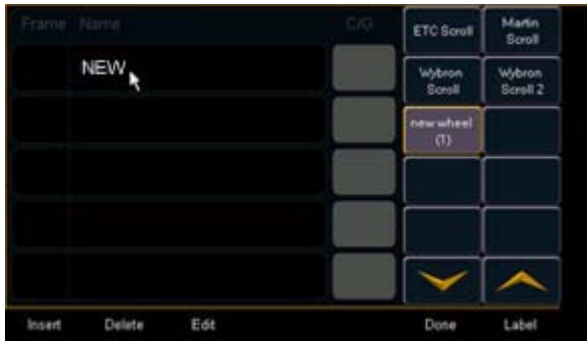 Frame Name C/G
NEW
ETC Scroll
Martin
Scroll
Wybron
Scroll
Wybron
Scroll 2
new wheel
(1)
Insert Delete Edit Done Label